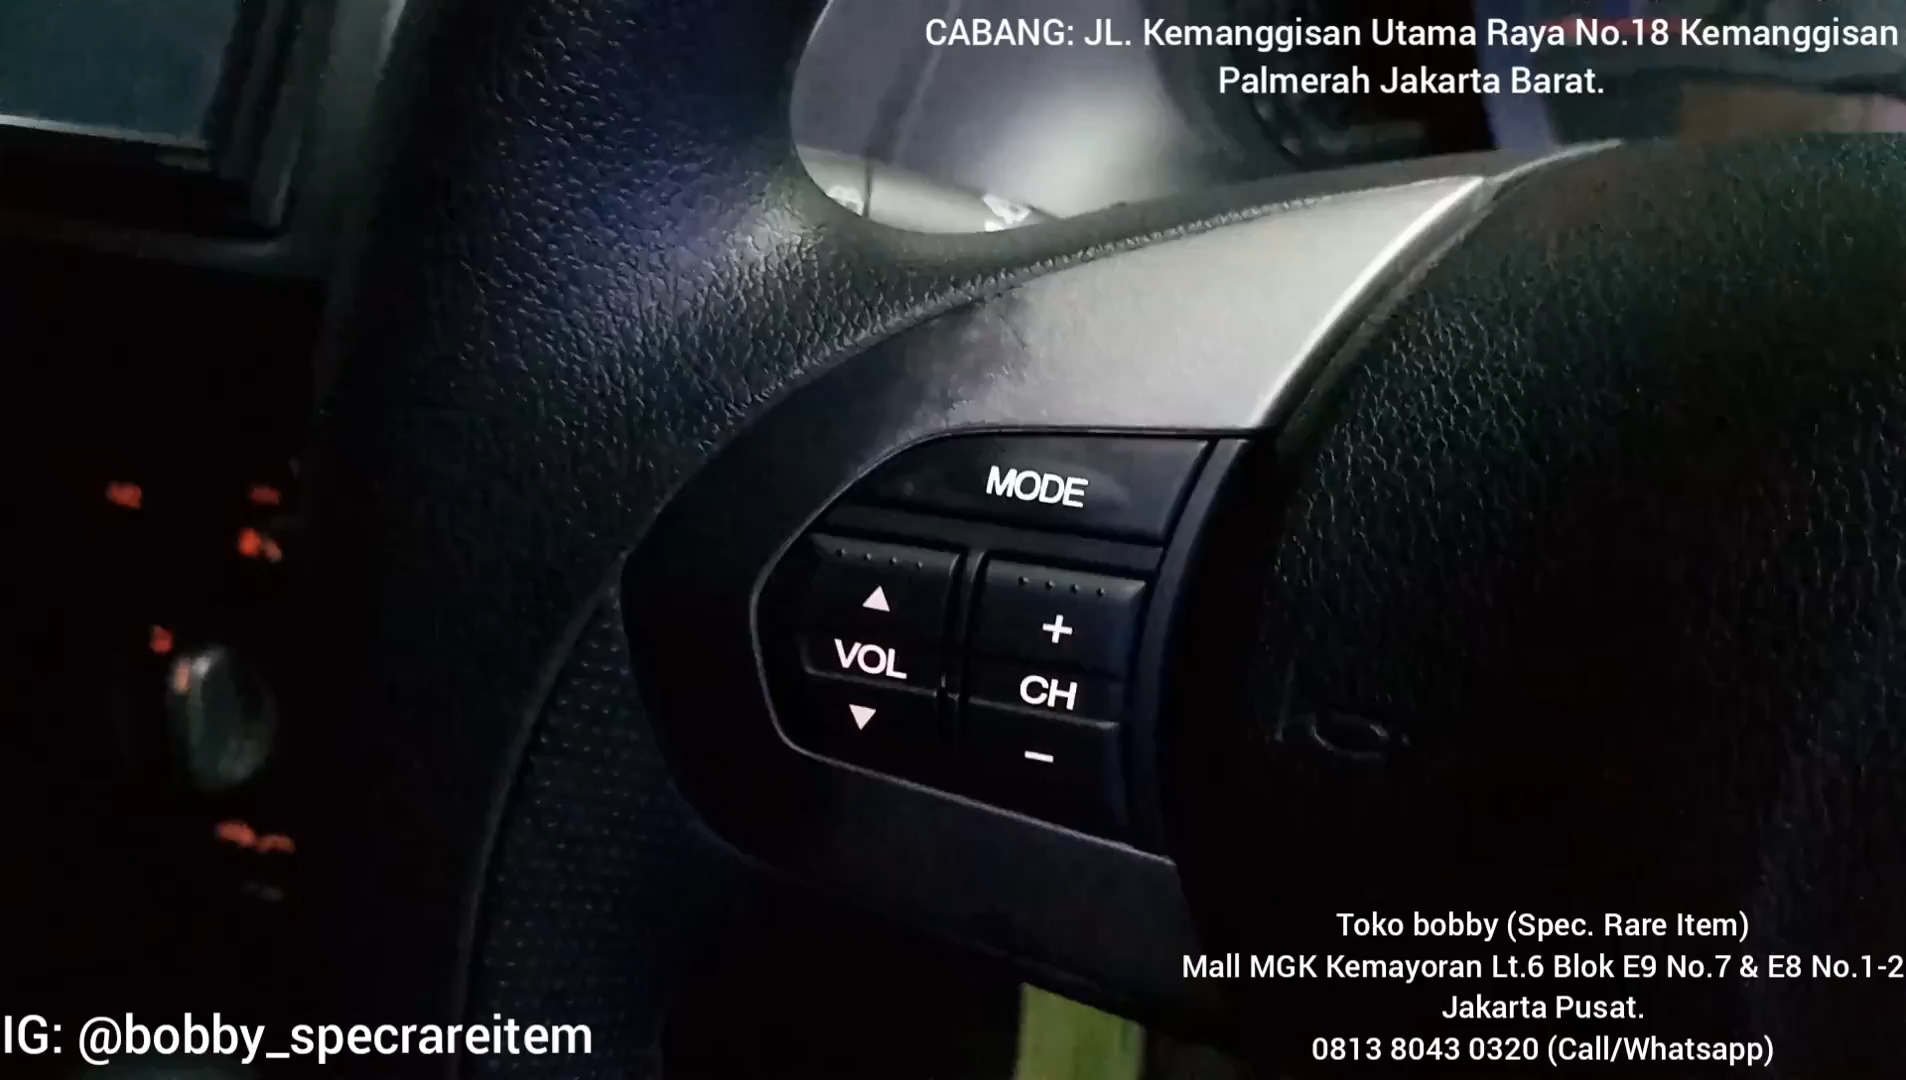 CABANG: JL. Kemanggisan Utama Raya No.18 Kemanggisan
Palmerah Jakarta Barat.
MODE
▲
VOL
▼
+
CH
−
Toko bobby (Spec. Rare Item)
Mall MGK Kemayoran Lt.6 Blok E9 No.7 & E8 No.1-2
Jakarta Pusat.
0813 8043 0320 (Call/Whatsapp)
IG: @bobby_specrareitem